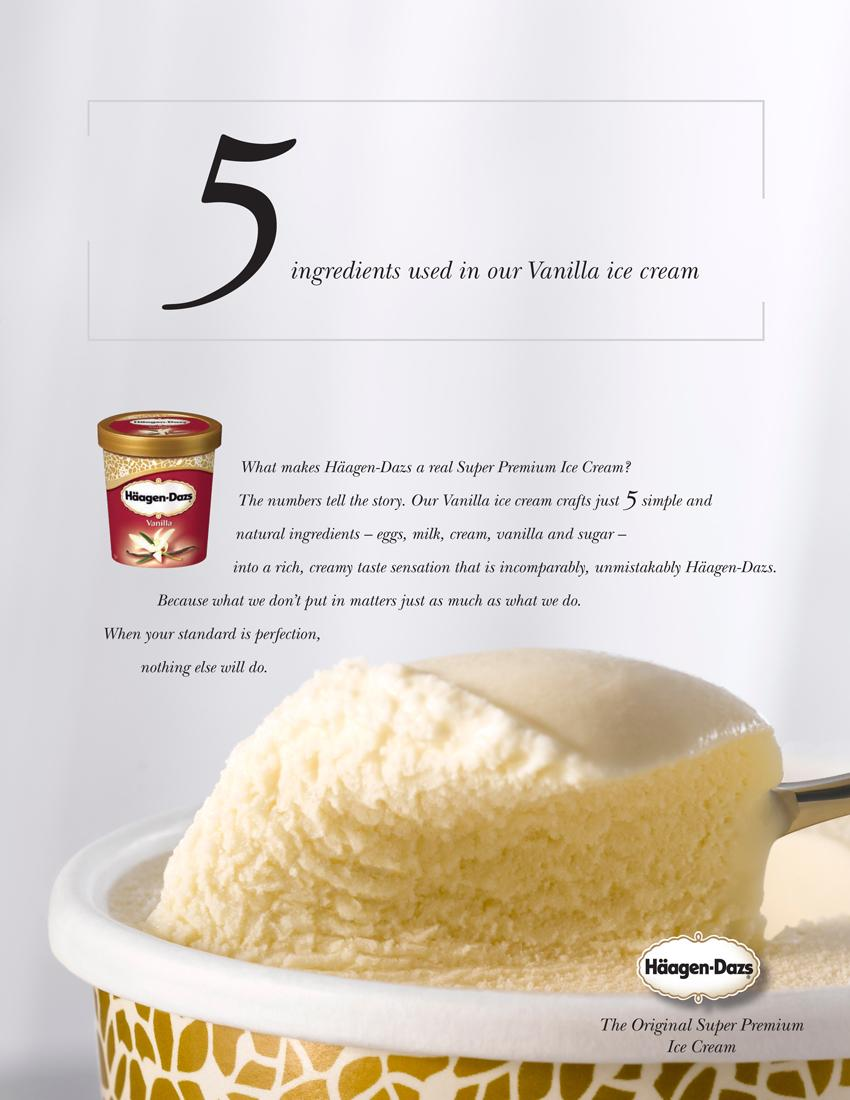 5
ingredients used in our Vanilla ice cream
Häagen-Dazs
Häagen-Dazs
Vanilla
What makes Häagen-Dazs a real Super Premium Ice Cream?
The numbers tell the story. Our Vanilla ice cream crafts just 5 simple and
natural ingredients – eggs, milk, cream, vanilla and sugar –
into a rich, creamy taste sensation that is incomparably, unmistakably Häagen-Dazs.
Because what we don't put in matters just as much as what we do.
When your standard is perfection,
nothing else will do.
Häagen-Dazs
The Original Super Premium
Ice Cream